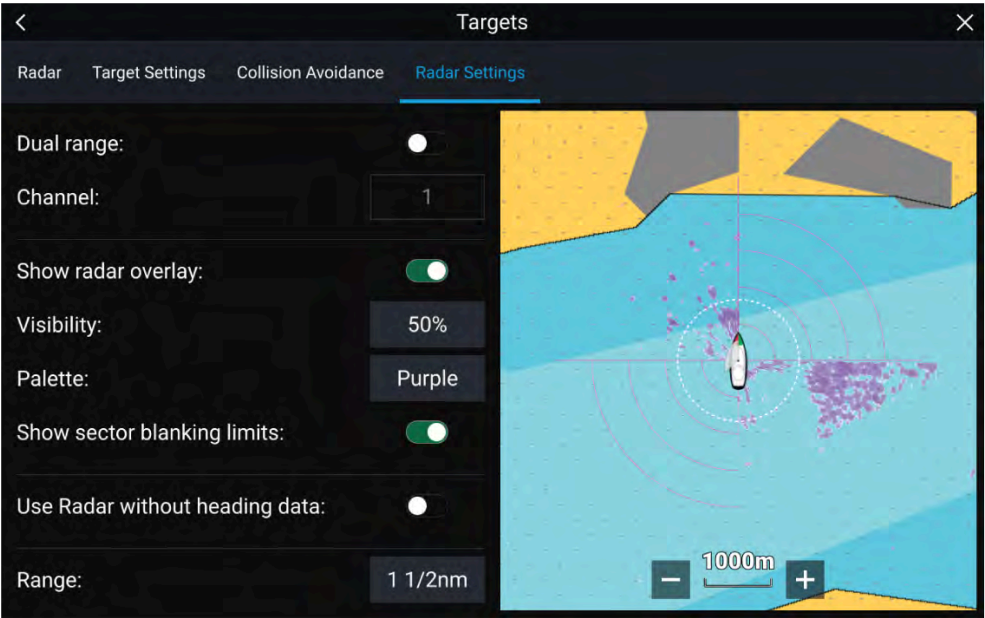 Targets
Radar Target Settings Collision Avoidance Radar Settings
Dual range:
Channel: 1
Show radar overlay:
Visibility: 50%
Palette: Purple
Show sector blanking limits:
Use Radar without heading data:
Range: 1 1/2nm
1000m